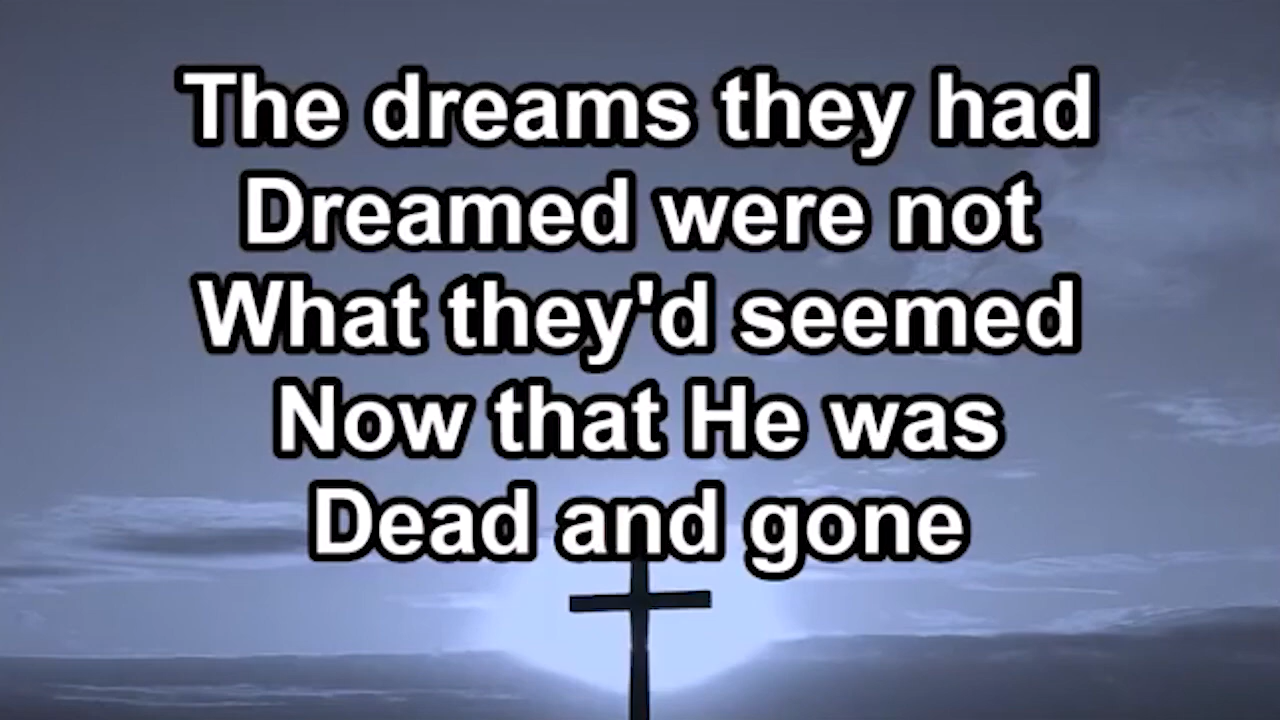 The dreams they had
Dreamed were not
What they'd seemed
Now that He was
Dead and gone